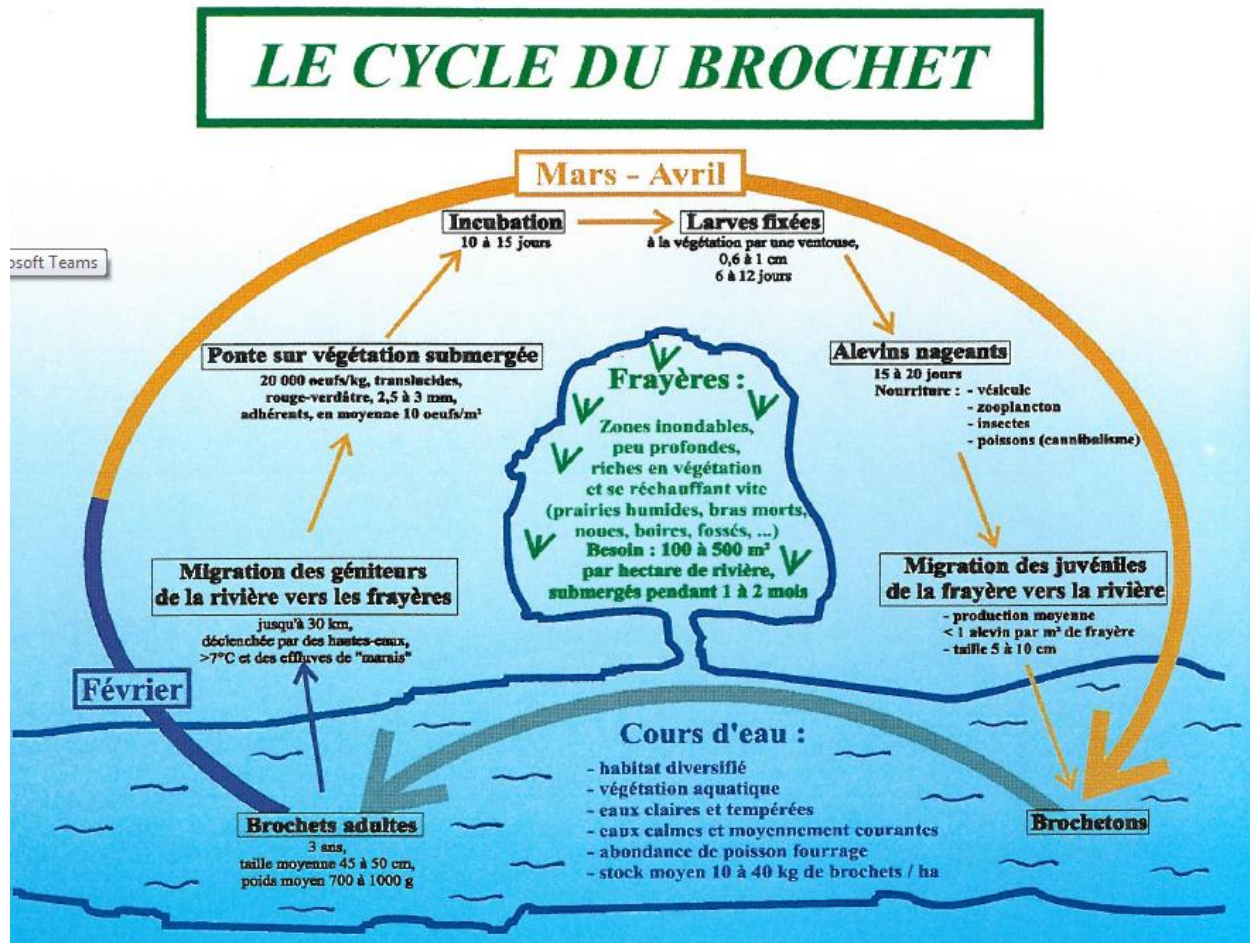 LE CYCLE DU BROCHET
Mars - Avril
Incubation
10 à 15 jours
Larves fixées
à la végétation par une ventouse,
0,6 à 1 cm
6 à 12 jours
osoft Teams
Ponte sur végétation submergée
20 000 oeufs/kg, translucides,
rouge-verdâtre, 2,5 à 3 mm,
adhérents, en moyenne 10 oeufs/m²
Alevins nageants
15 à 20 jours
Nourriture : - vésicule
- zooplancton
- insectes
- poissons (cannibalisme)
Frayères :
Zones inondables,
peu profondes,
riches en végétation
et se réchauffant vite
(prairies humides, bras morts,
noues, boires, fossés, ...)
Besoin : 100 à 500 m²
par hectare de rivière,
submergés pendant 1 à 2 mois
Migration des géniteurs
de la rivière vers les frayères
jusqu'à 30 km,
déclenchée par des hautes-eaux,
>7°C et des effluves de "marais"
Migration des juvéniles
de la frayère vers la rivière
- production moyenne
< 1 alevin par m² de frayère
- taille 5 à 10 cm
Février
Cours d'eau :
- habitat diversifié
- végétation aquatique
- eaux claires et tempérées
- eaux calmes et moyennement courantes
- abondance de poisson fourrage
- stock moyen 10 à 40 kg de brochets / ha
Brochets adultes
3 ans,
taille moyenne 45 à 50 cm,
poids moyen 700 à 1000 g
Brochetons